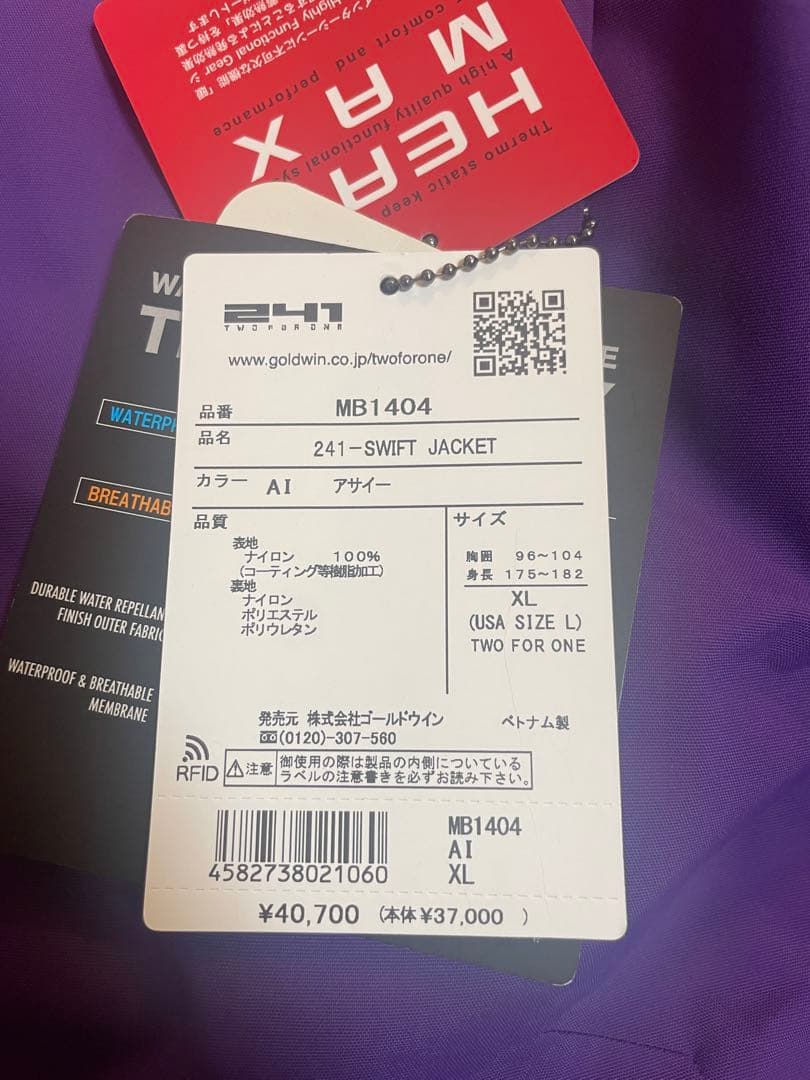 HEA
M A X
Thermo static keep
A high quality functional sy
comfort and performance
241
TWO FOR ONE
www.goldwin.co.jp/twoforone/
品番 MB1404
品名 241-SWIFT JACKET
カラー AI アサイー
品質
表地
ナイロン 100%
(コーティング等樹脂加工)
裏地
ナイロン
ポリエステル
ポリウレタン
サイズ
胸囲 96~104
身長 175~182
XL
(USA SIZE L)
TWO FOR ONE
発売元 株式会社ゴールドウイン
(0120)-307-560
ベトナム製
RFID
注意
御使用の際は製品の内側についている
ラベルの注意書きを必ずお読み下さい。
4582738021060
MB1404
AI
XL
¥40,700 (本体¥37,000 )
WATERP
BREATHAB
DURABLE WATER REPELLAN
FINISH OUTER FABRIC
WATERPROOF & BREATHABLE
MEMBRANE